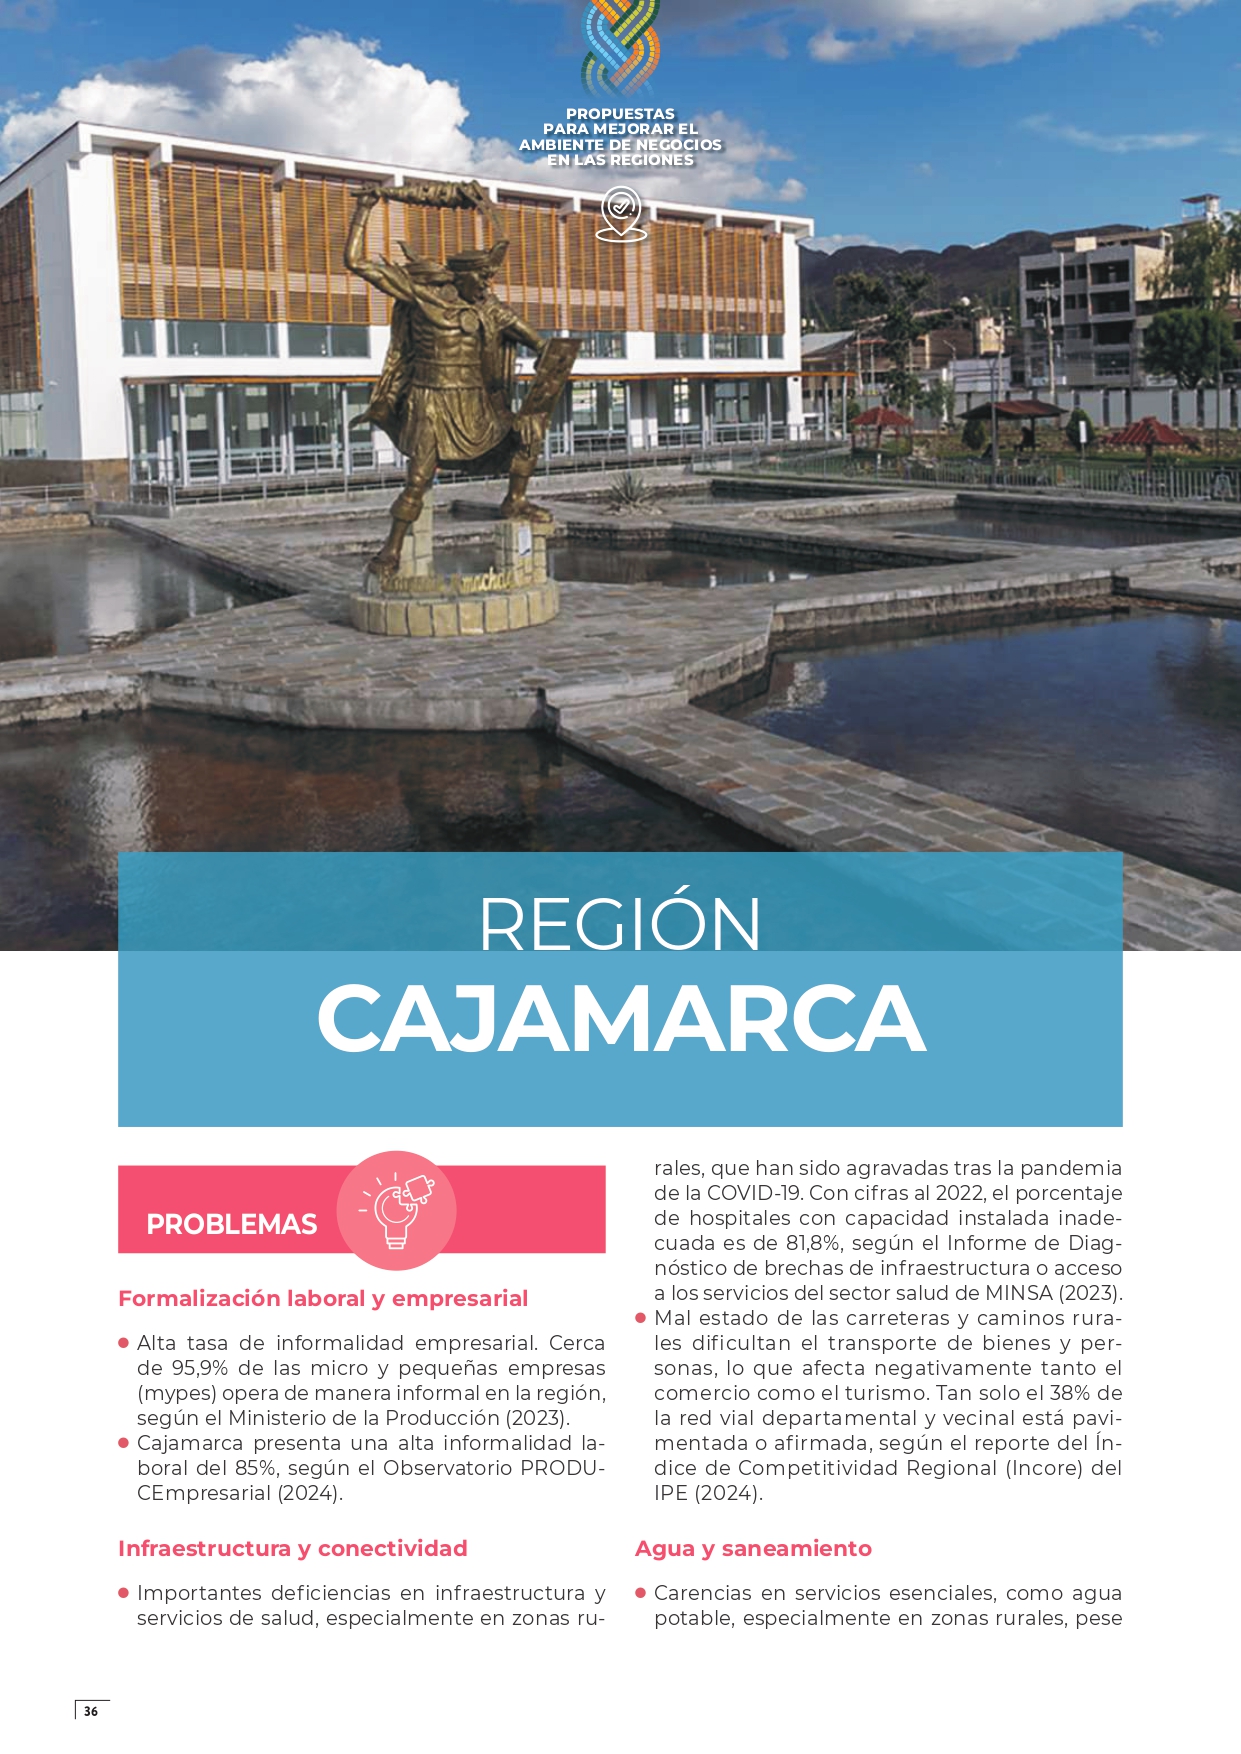 PROPUESTAS
PARA MEJORAR EL
AMBIENTE DE NEGOCIOS
EN LAS REGIONES
REGIÓN
CAJAMARCA
PROBLEMAS
Formalización laboral y empresarial
Alta tasa de informalidad empresarial. Cerca
de 95,9% de las micro y pequeñas empresas
(mypes) opera de manera informal en la región,
según el Ministerio de la Producción (2023).
Cajamarca presenta una alta informalidad la-
boral del 85%, según el Observatorio PRODU-
CEmpresarial (2024).
Infraestructura y conectividad
Importantes deficiencias en infraestructura y
servicios de salud, especialmente en zonas ru-
rales, que han sido agravadas tras la pandemia
de la COVID-19. Con cifras al 2022, el porcentaje
de hospitales con capacidad instalada inade-
cuada es de 81,8%, según el Informe de Diag-
nóstico de brechas de infraestructura o acceso
a los servicios del sector salud de MINSA (2023).
Mal estado de las carreteras y caminos rura-
les dificultan el transporte de bienes y per-
sonas, lo que afecta negativamente tanto el
comercio como el turismo. Tan solo el 38% de
la red vial departamental y vecinal está pavi-
mentada o afirmada, según el reporte del Ín-
dice de Competitividad Regional (Incore) del
IPE (2024).
Agua y saneamiento
Carencias en servicios esenciales, como agua
potable, especialmente en zonas rurales, pese
36